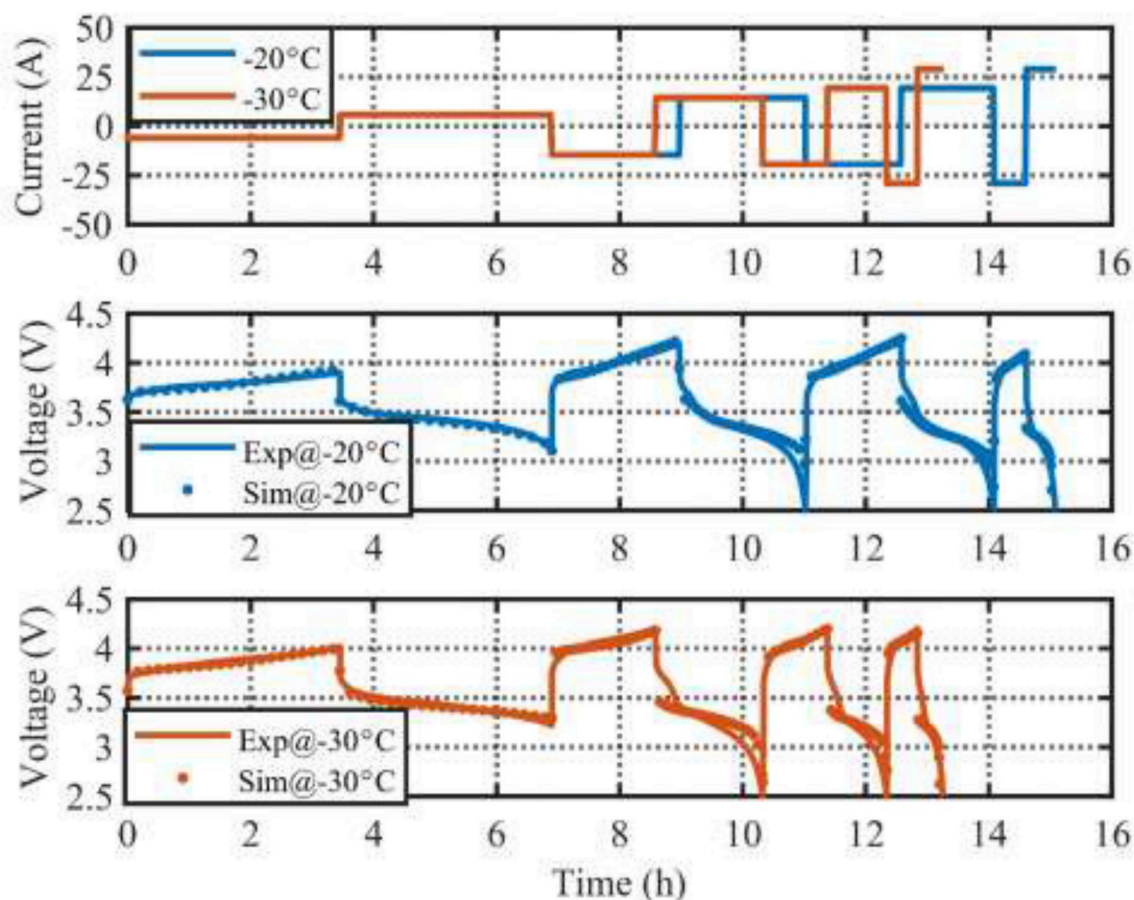 50
25
0
-25
-50
Current (A)
-20°C
-30°C
0 2 4 6 8 10 12 14 16
4.5
4
3.5
3
2.5
Voltage (V)
Exp@-20°C
Sim@-20°C
0 2 4 6 8 10 12 14 16
4.5
4
3.5
3
2.5
Voltage (V)
Exp@-30°C
Sim@-30°C
0 2 4 6 8 10 12 14 16
Time (h)